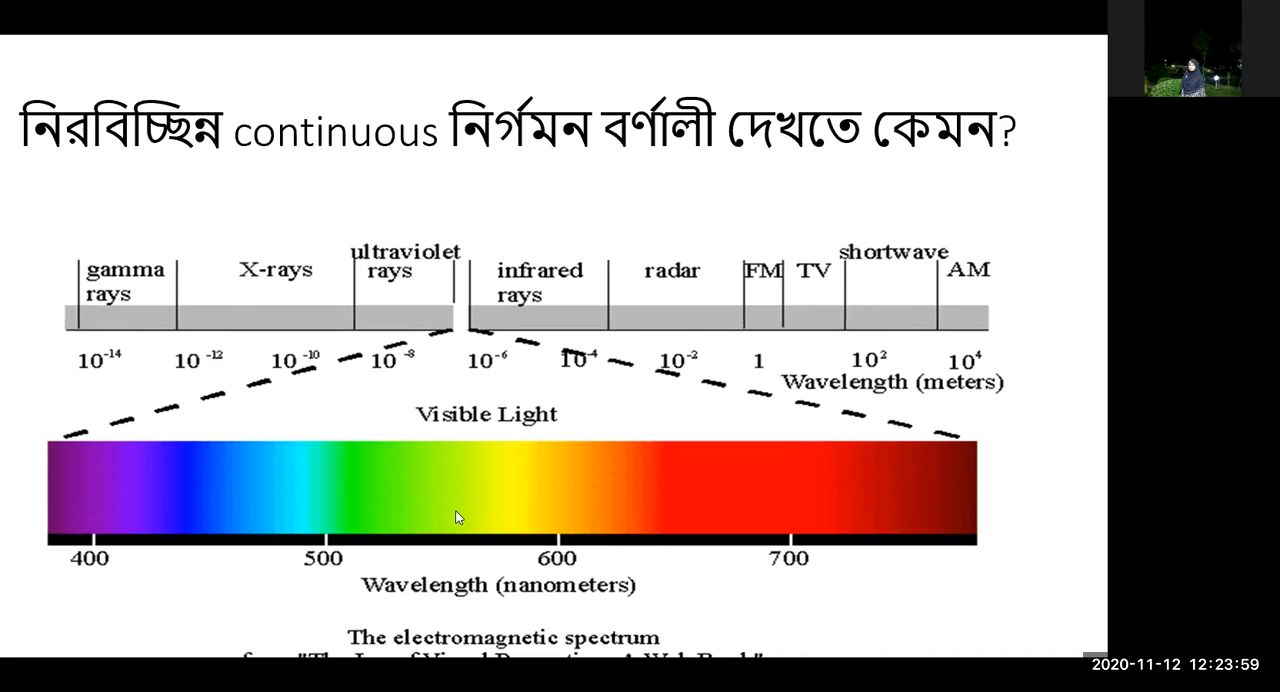 নিরবিচ্ছিন্ন continuous নির্গমন বর্ণালী দেখতে কেমন?
ultraviolet shortwave
gamma X-rays rays infrared radar FM TV AM
rays rays
10⁻¹⁴ 10⁻¹² 10⁻¹⁰ 10⁻⁸ 10⁻⁶ 10⁻⁴ 10⁻² 1 10² 10⁴
Wavelength (meters)
Visible Light
400 500 600 700
Wavelength (nanometers)
The electromagnetic spectrum
2020-11-12 12:23:59